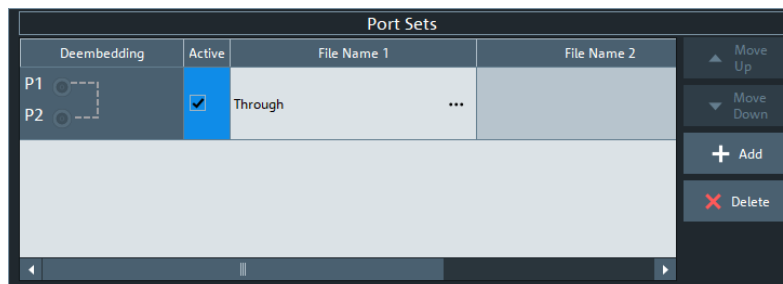 Port Sets
Deembedding Active File Name 1 File Name 2
P1
P2
Through ...
Move
Up
Move
Down
Add
Delete